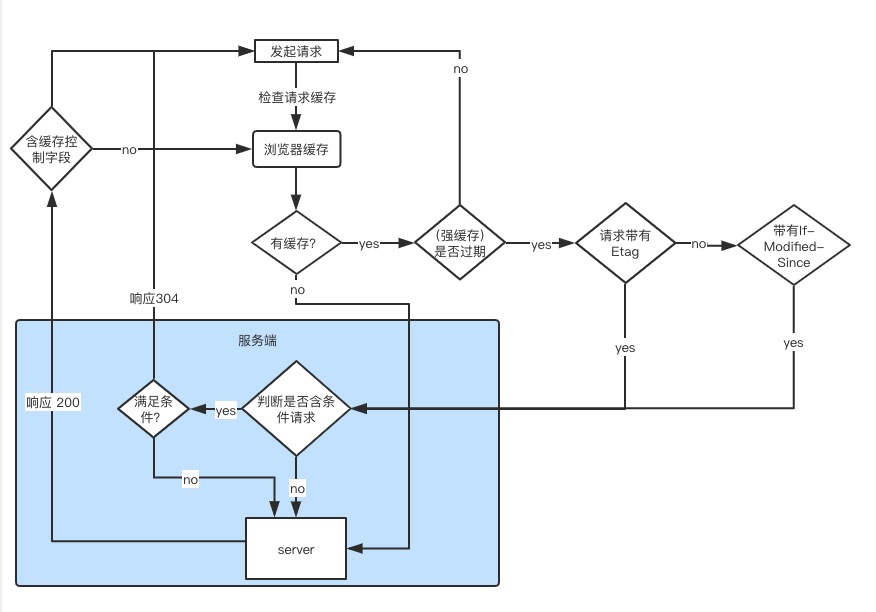 发起请求
no
检查请求缓存
含缓存控
制字段
no
浏览器缓存
有缓存?
yes
(强缓存)
是否过期
yes
请求带有
Etag
no
带有If-
Modified-
Since
no
响应304
服务端
yes
yes
响应 200
满足条
件?
yes
判断是否含条
件请求
no
no
server